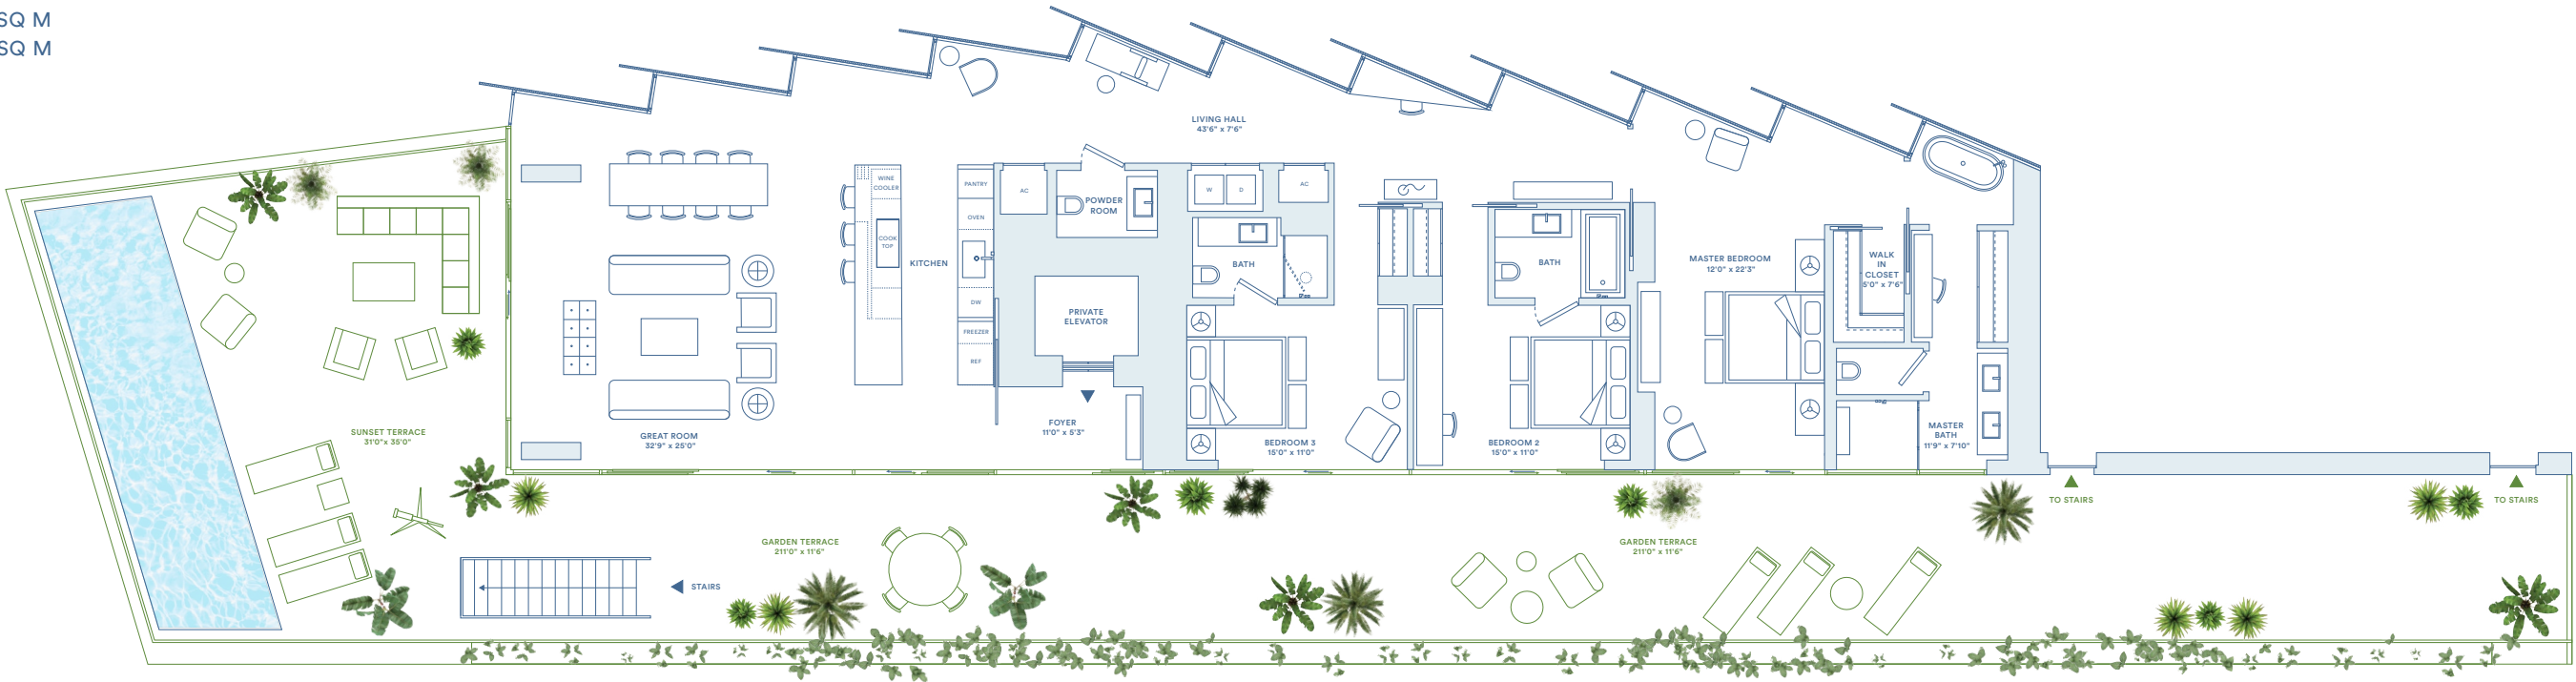 SQ M
SQ M
LIVING HALL
43'6" x 7'6"
WINE
COOLER
COOK
TOP
KITCHEN
PANTRY
OVEN
DW
FREEZER
REF
AC
POWDER
ROOM
W
D
AC
BATH
PRIVATE
ELEVATOR
FOYER
11'0" x 5'3"
BEDROOM 3
15'0" x 11'0"
BATH
BEDROOM 2
15'0" x 11'0"
MASTER BEDROOM
12'0" x 22'3"
WALK
IN
CLOSET
5'0" x 7'6"
MASTER
BATH
11'9" x 7'10"
SUNSET TERRACE
31'0"x 35'0"
GREAT ROOM
32'9" x 25'0"
TO STAIRS
TO STAIRS
GARDEN TERRACE
211'0" x 11'6"
GARDEN TERRACE
211'0" x 11'6"
STAIRS